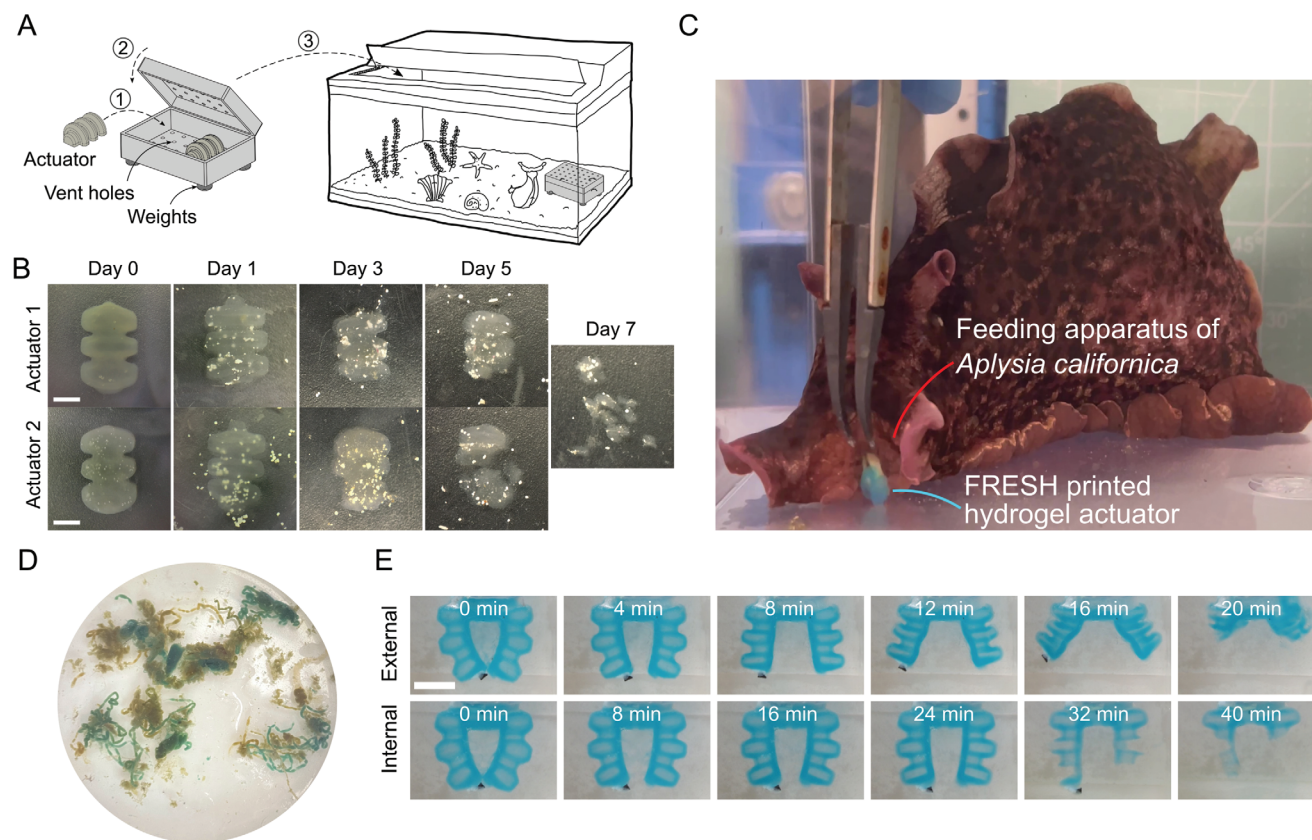 A
②
③
①
Actuator
Vent holes
Weights
B
Day 0
Day 1
Day 3
Day 5
Actuator 1
Actuator 2
Day 7
C
45°
Feeding apparatus of
Aplysia californica
FRESH printed
hydrogel actuator
D
E
External
0 min
4 min
8 min
12 min
16 min
20 min
Internal
0 min
8 min
16 min
24 min
32 min
40 min